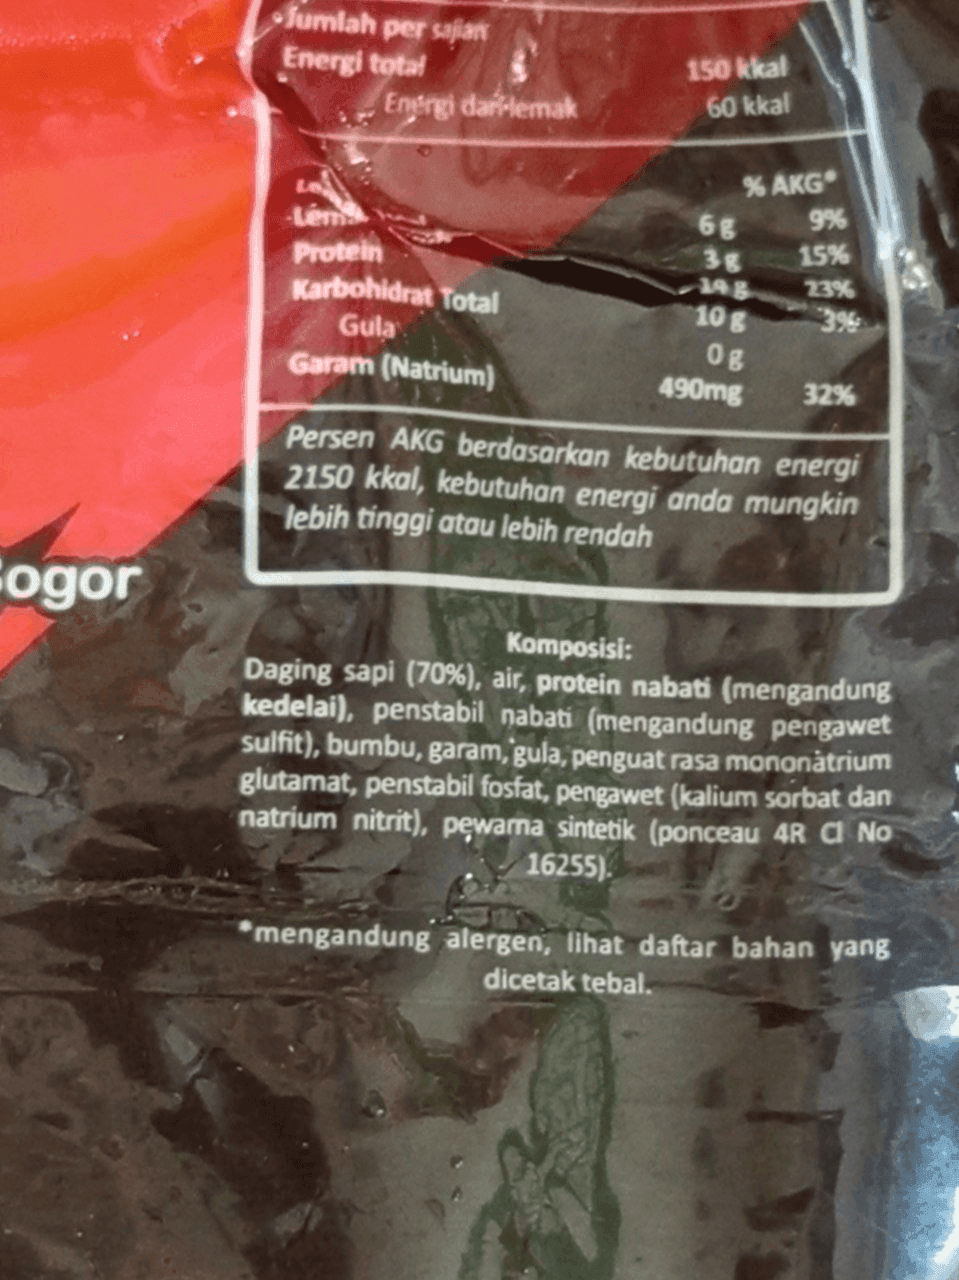 Jumlah per sajian
Energi total 150 kkal
Energi dari lemak 60 kkal
% AKG*
6 g 9%
Protein 3 g 15%
Karbohidrat Total 23%
10 g 3%
Gula 0 g
Garam (Natrium) 490mg 32%
Persen AKG berdasarkan kebutuhan energi
2150 kkal, kebutuhan energi anda mungkin
lebih tinggi atau lebih rendah
Bogor
Komposisi:
Daging sapi (70%), air, protein nabati (mengandung
kedelai), penstabil nabati (mengandung pengawet
sulfit), bumbu, garam, gula, penguat rasa mononatrium
glutamat, penstabil fosfat, pengawet (kalium sorbat dan
natrium nitrit), pewarna sintetik (ponceau 4R CI No
16255).
*mengandung alergen, lihat daftar bahan yang
dicetak tebal.